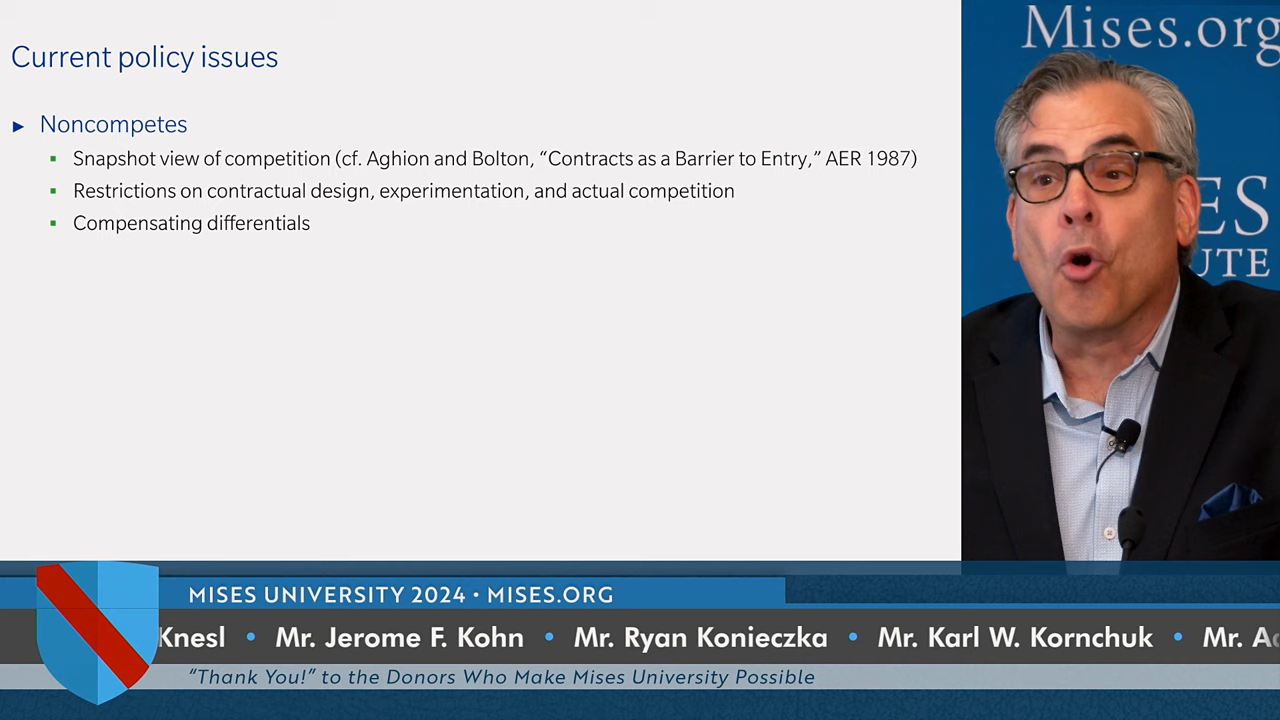 Current policy issues
► Noncompetes
▪ Snapshot view of competition (cf. Aghion and Bolton, “Contracts as a Barrier to Entry,” AER 1987)
▪ Restrictions on contractual design, experimentation, and actual competition
▪ Compensating differentials
Mises.org
ES
UTE
MISES UNIVERSITY 2024 • MISES.ORG
Knesl • Mr. Jerome F. Kohn • Mr. Ryan Konieczka • Mr. Karl W. Kornchuk • Mr. A
“Thank You!” to the Donors Who Make Mises University Possible